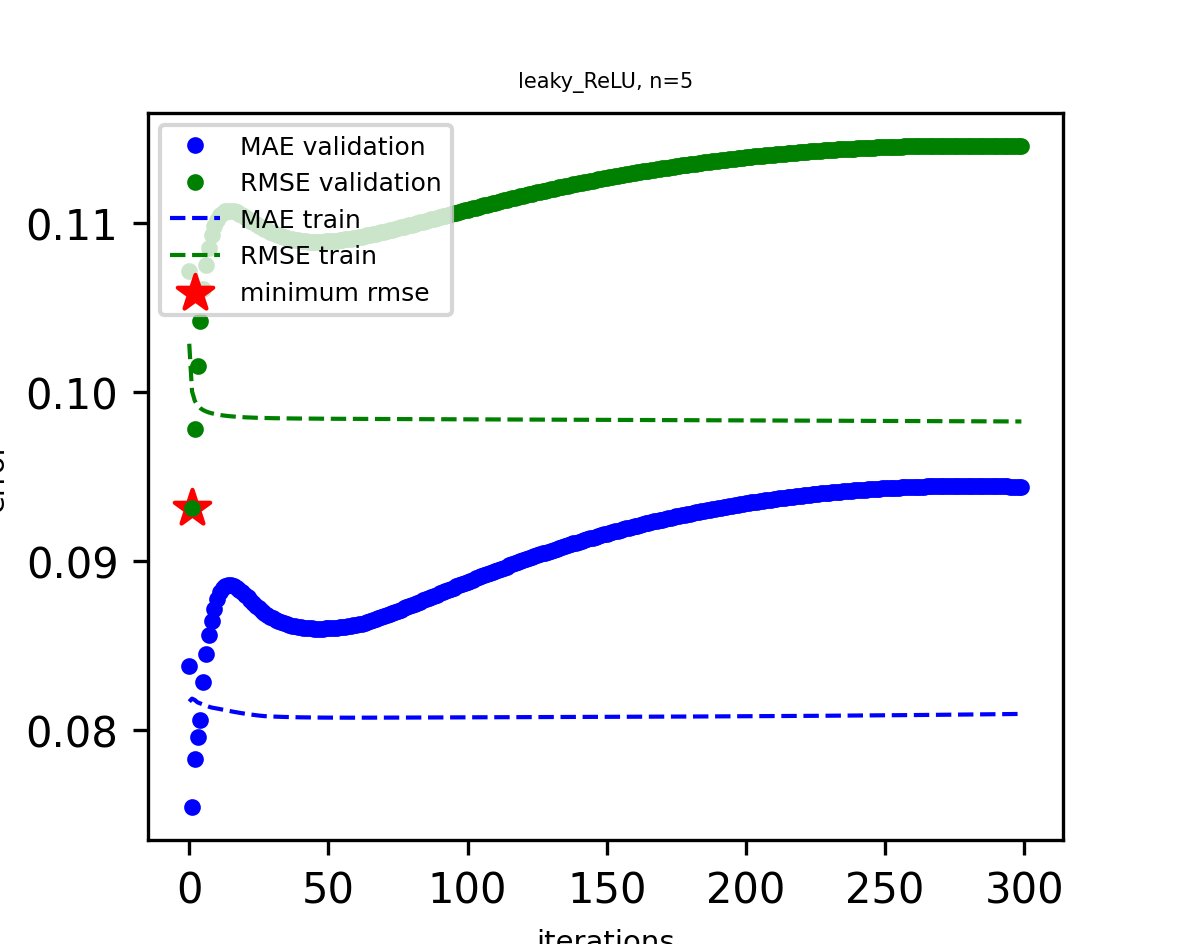 leaky_ReLU, n=5
MAE validation
RMSE validation
MAE train
RMSE train
minimum rmse
0.11
0.10
0.09
0.08
0 50 100 150 200 250 300
iterations